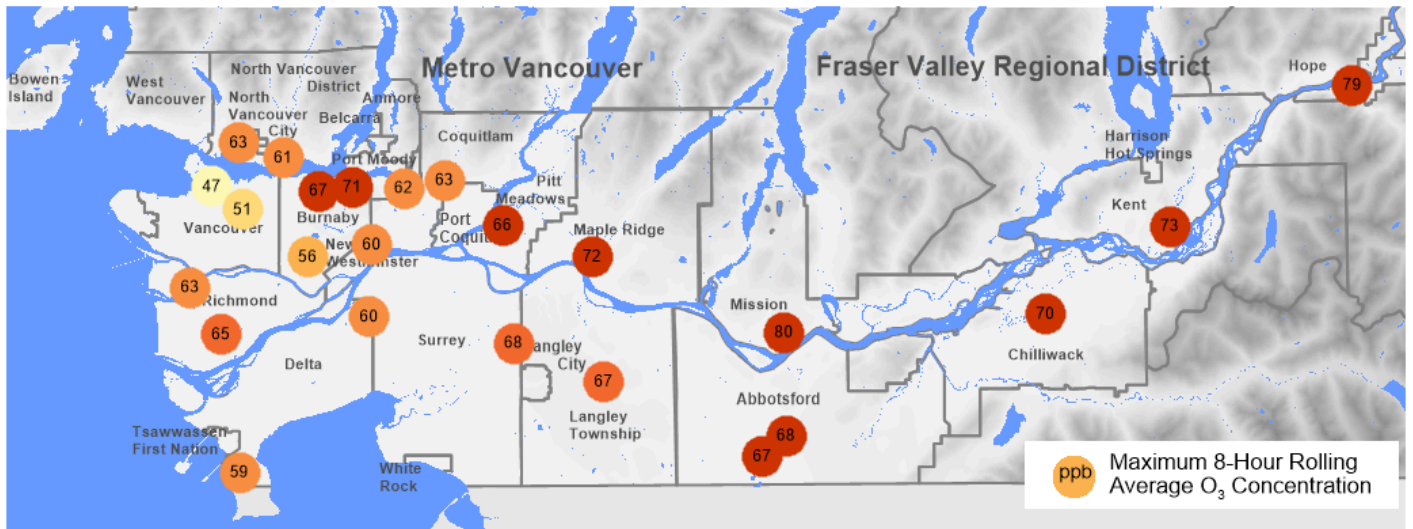 Metro Vancouver
Fraser Valley Regional District
Hope
79
Bowen
Island
West
Vancouver
North Vancouver
District
North
Vancouver
City
Anmore
Belcarra
Coquitlam
Harrison
Hot Springs
63
61
Port Moody
47
51
67
71
62
63
Pitt
Meadows
Kent
73
Vancouver
Burnaby
Port
Coquit
66
Maple Ridge
72
56
New
Westminster
60
63
Richmond
65
60
Delta
Surrey
68
angley
City
67
Langley
Township
Mission
80
70
Chilliwack
Abbotsford
68
67
Tsawwassen
First Nation
59
White
Rock
ppb
Maximum 8-Hour Rolling
Average O₃ Concentration